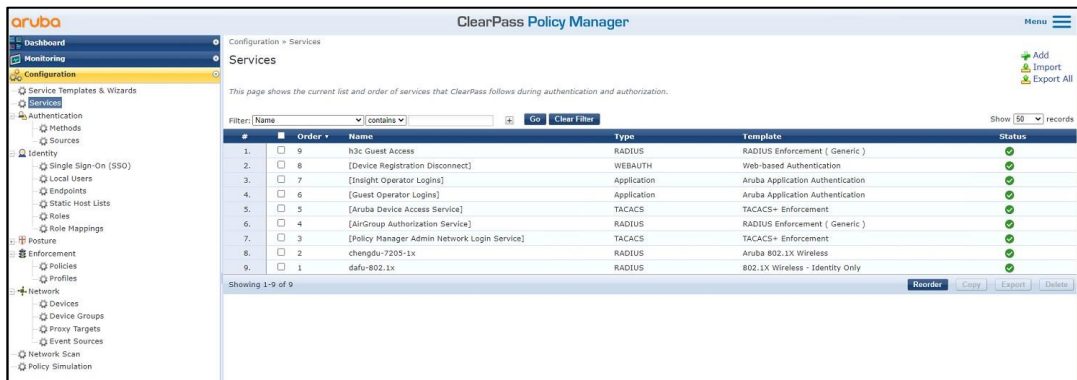 aruba
ClearPass Policy Manager
Menu
Dashboard
Monitoring
Configuration
Service Templates & Wizards
Services
Authentication
Methods
Sources
Identity
Single Sign-On (SSO)
Local Users
Endpoints
Static Host Lists
Roles
Role Mappings
Posture
Enforcement
Policies
Profiles
Network
Devices
Device Groups
Proxy Targets
Event Sources
Network Scan
Policy Simulation
Configuration » Services
Services
Add
Import
Export All
This page shows the current list and order of services that ClearPass follows during authentication and authorization.
Filter: Name contains + Go Clear Filter Show 50 records
# Order Name Type Template Status
1. 9 h3c Guest Access RADIUS RADIUS Enforcement ( Generic )
2. 8 [Device Registration Disconnect] WEBAUTH Web-based Authentication
3. 7 [Insight Operator Logins] Application Aruba Application Authentication
4. 6 [Guest Operator Logins] Application Aruba Application Authentication
5. 5 [Aruba Device Access Service] TACACS TACACS+ Enforcement
6. 4 [AirGroup Authorization Service] RADIUS RADIUS Enforcement ( Generic )
7. 3 [Policy Manager Admin Network Login Service] TACACS TACACS+ Enforcement
8. 2 chengdu-7205-1x RADIUS Aruba 802.1X Wireless
9. 1 dafu-802.1x RADIUS 802.1X Wireless - Identity Only
Showing 1-9 of 9 Reorder Copy Export Delete